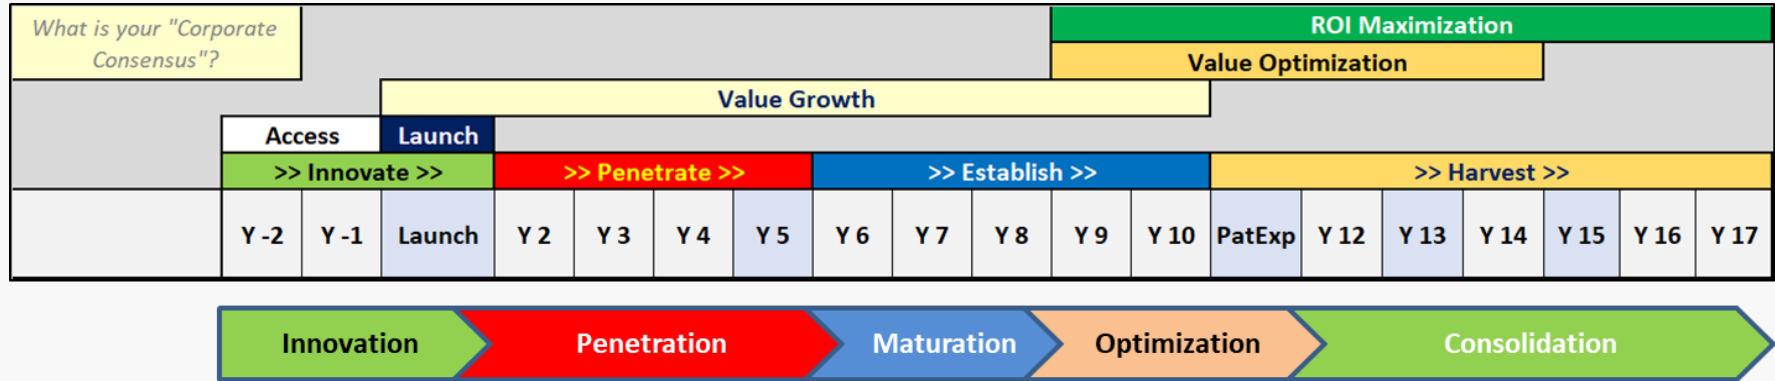 What is your "Corporate
Consensus"?
ROI Maximization
Value Optimization
Value Growth
Access Launch
>> Innovate >> >> Penetrate >> >> Establish >> >> Harvest >>
Y -2 Y -1 Launch Y 2 Y 3 Y 4 Y 5 Y 6 Y 7 Y 8 Y 9 Y 10 PatExp Y 12 Y 13 Y 14 Y 15 Y 16 Y 17
Innovation Penetration Maturation Optimization Consolidation